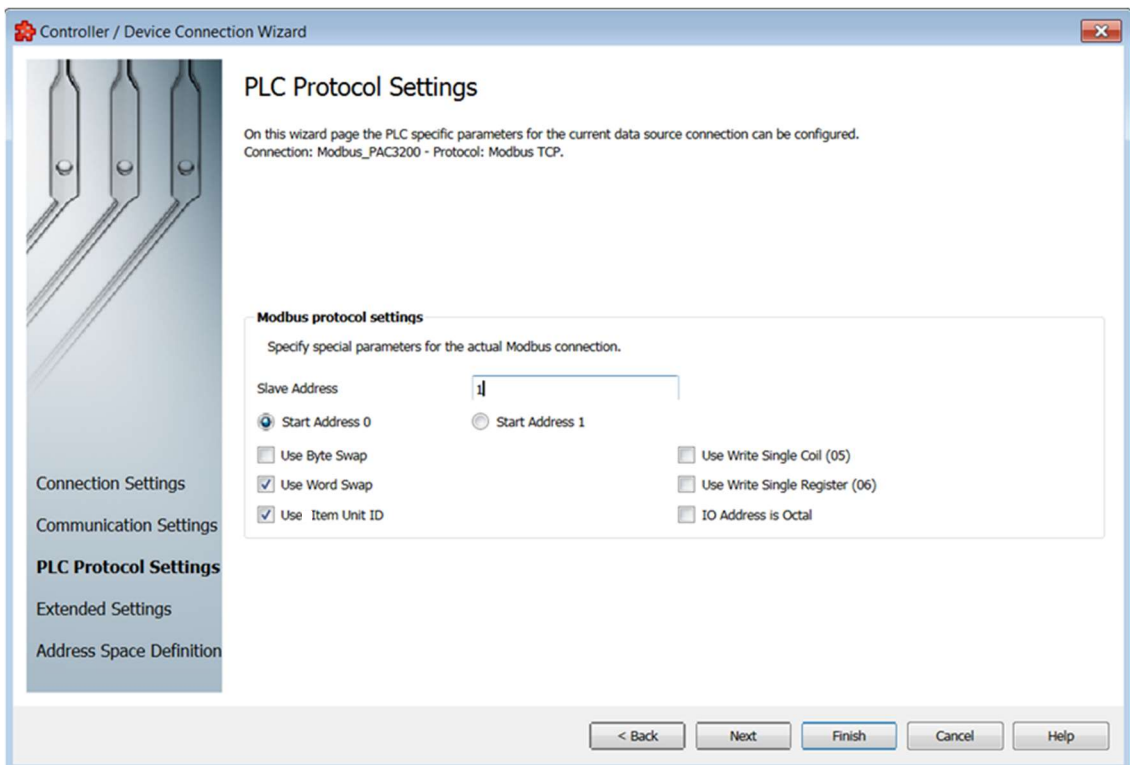 Controller / Device Connection Wizard
PLC Protocol Settings
On this wizard page the PLC specific parameters for the current data source connection can be configured.
Connection: Modbus_PAC3200 - Protocol: Modbus TCP.
Modbus protocol settings
Specify special parameters for the actual Modbus connection.
Slave Address 1
Start Address 0 Start Address 1
Use Byte Swap Use Write Single Coil (05)
Use Word Swap Use Write Single Register (06)
Use Item Unit ID IO Address is Octal
Connection Settings
Communication Settings
PLC Protocol Settings
Extended Settings
Address Space Definition
< Back Next Finish Cancel Help